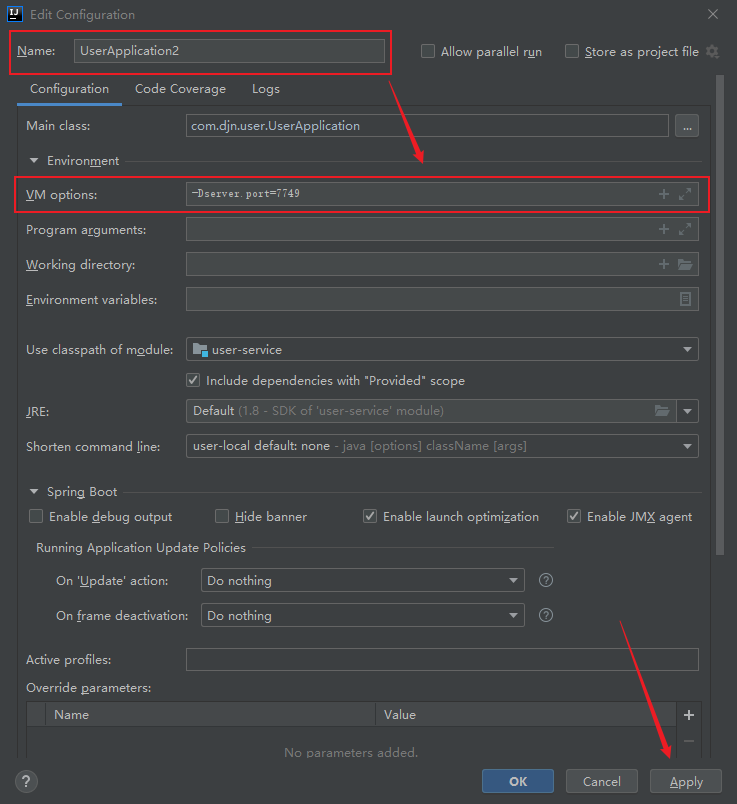 IJ Edit Configuration
Name: UserApplication2 Allow parallel run Store as project file
Configuration Code Coverage Logs
Main class: com.djn.user.UserApplication ...
Environment
VM options: -Dserver.port=7749
Program arguments:
Working directory:
Environment variables:
Use classpath of module: user-service
Include dependencies with "Provided" scope
JRE: Default (1.8 - SDK of 'user-service' module)
Shorten command line: user-local default: none - java [options] className [args]
Spring Boot
Enable debug output Hide banner Enable launch optimization Enable JMX agent
Running Application Update Policies
On 'Update' action: Do nothing ?
On frame deactivation: Do nothing ?
Active profiles:
Override parameters:
Name Value
No parameters added.
? OK Cancel Apply